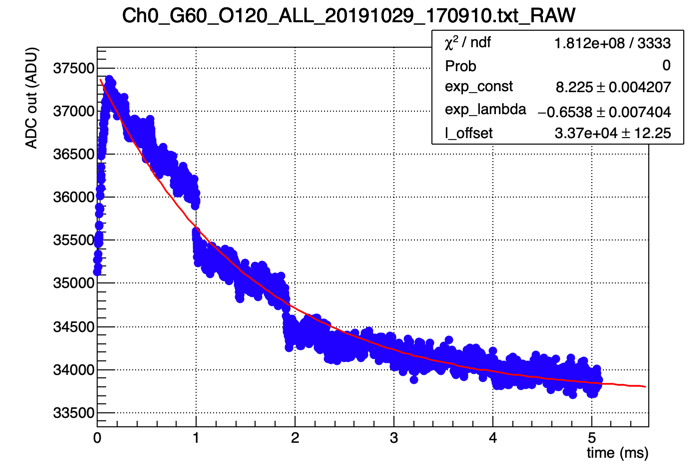 Ch0_G60_O120_ALL_20191029_170910.txt_RAW
χ² / ndf 1.812e+08 / 3333
Prob 0
exp_const 8.225 ± 0.004207
exp_lambda −0.6538 ± 0.007404
l_offset 3.37e+04 ± 12.25
ADC out (ADU)
37500
37000
36500
36000
35500
35000
34500
34000
33500
0 1 2 3 4 5
time (ms)